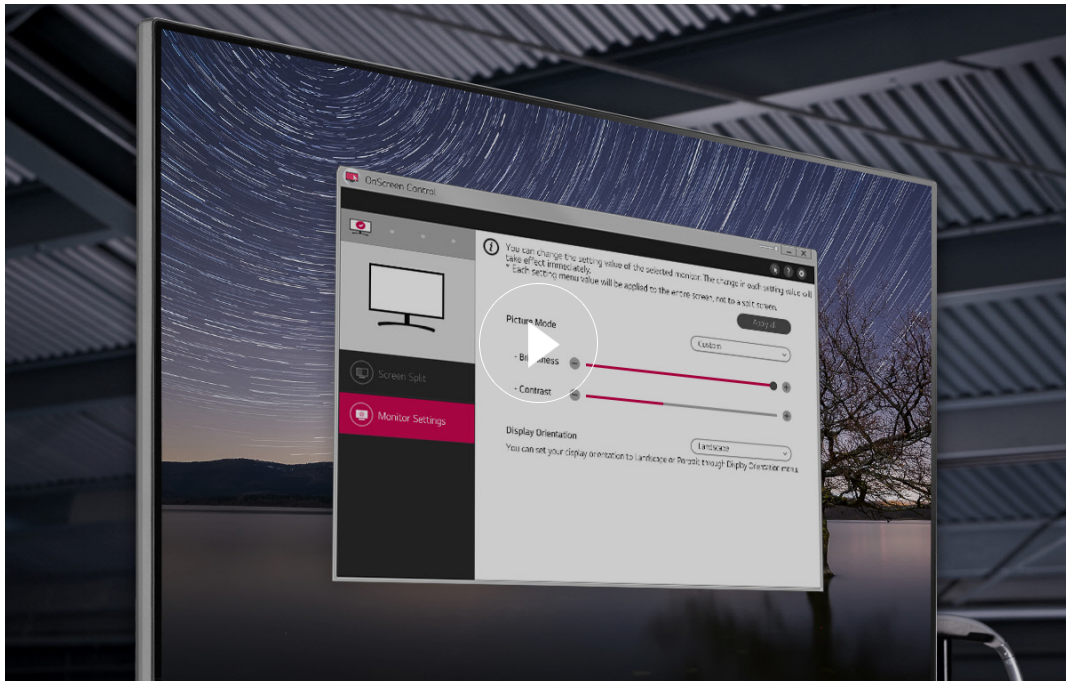 OnScreen Control
You can change the setting value of the selected monitor. The change in each setting value will
take effect immediately.
* Each setting menu value will be applied to the entire screen, not to a split screen.
Apply all
Picture Mode
Custom
- Brightness
- Contrast
Display Orientation
Landscape
You can set your display orientation to Landscape or Portrait through Display Orientation menu.
Screen Split
Monitor Settings